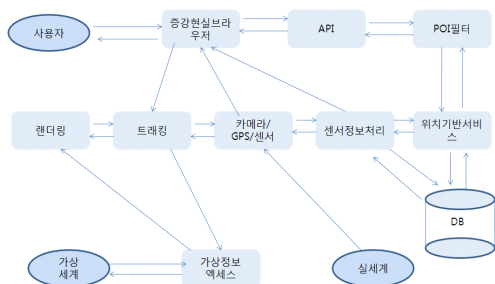 사용자
증강현실브라
우저
API
POI필터
랜더링
트래킹
카메라/
GPS/센서
센서정보처리
위치기반서비
스
DB
가상
세계
가상정보
엑세스
실세계